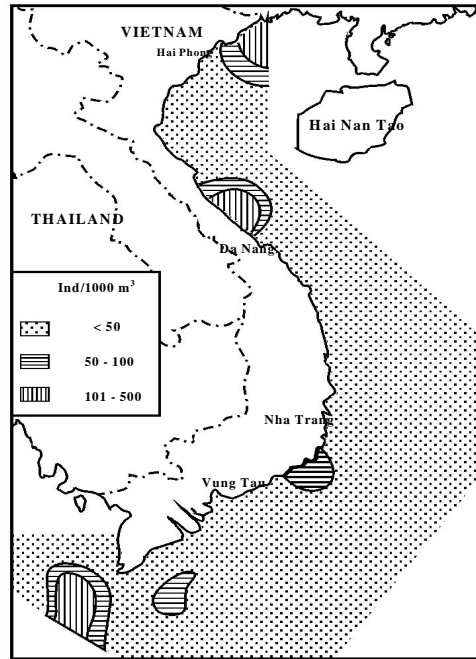 VIETNAM
Hai Phong
Hai Nan Tao
THAILAND
Da Nang
Ind/1000 m³
< 50
50 - 100
101 - 500
Nha Trang
Vung Tau